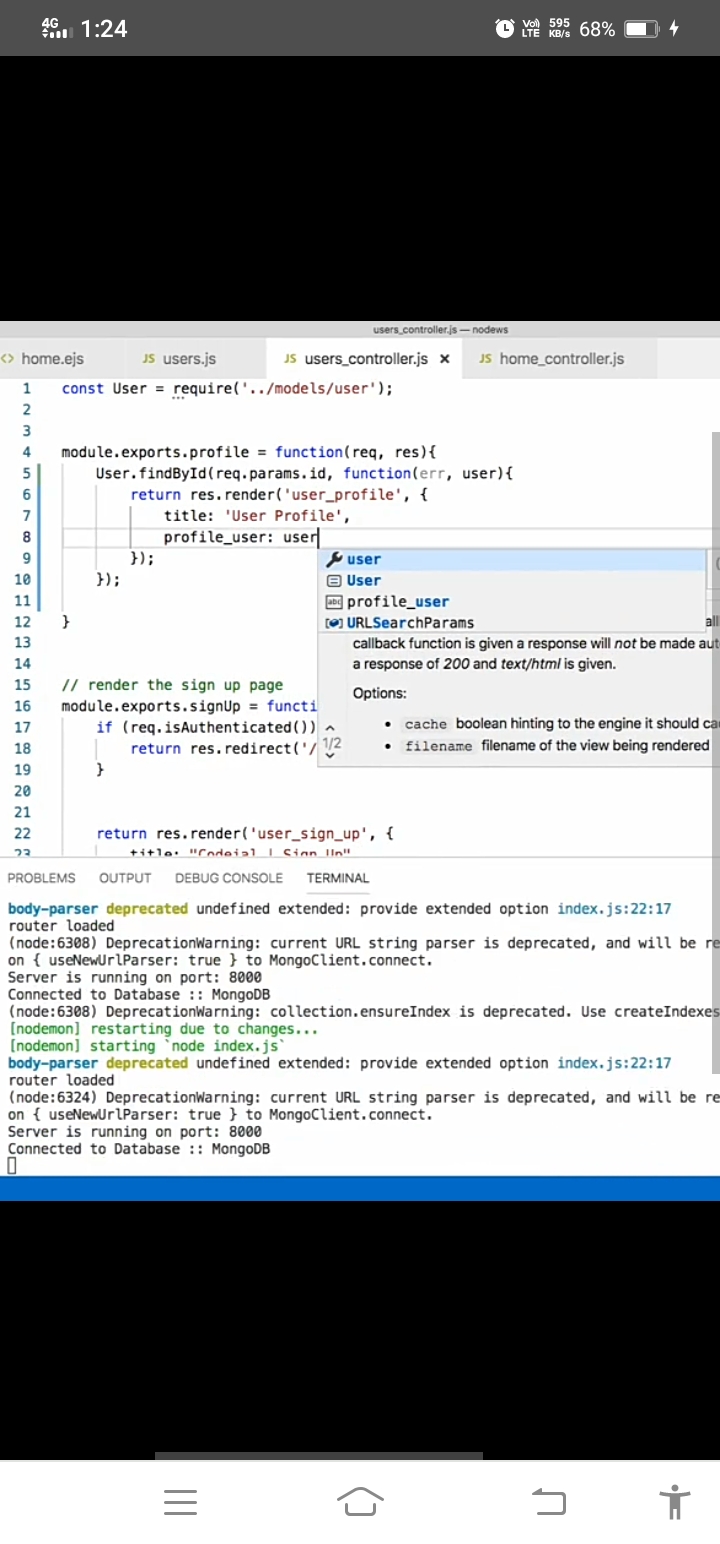 4G 1:24 Vo) LTE 595 KB/s 68%
users_controller.js — nodews
<> home.ejs JS users.js JS users_controller.js × JS home_controller.js
1 const User = require('../models/user');
2
3
4 module.exports.profile = function(req, res){
5 User.findById(req.params.id, function(err, user){
6 return res.render('user_profile', {
7 title: 'User Profile',
8 profile_user: user
9 });
10 });
11
12 }
13
14
15 // render the sign up page
16 module.exports.signUp = functi
17 if (req.isAuthenticated())
18 return res.redirect('/
19 }
20
21
22 return res.render('user_sign_up', {
23 title: "Codeial | Sign Up"
user
User
abc profile_user
URLSearchParams
all
callback function is given a response will not be made aut
a response of 200 and text/html is given.
Options:
• cache boolean hinting to the engine it should ca
1/2
• filename filename of the view being rendered
PROBLEMS OUTPUT DEBUG CONSOLE TERMINAL
body-parser deprecated undefined extended: provide extended option index.js:22:17
router loaded
(node:6308) DeprecationWarning: current URL string parser is deprecated, and will be re
on { useNewUrlParser: true } to MongoClient.connect.
Server is running on port: 8000
Connected to Database :: MongoDB
(node:6308) DeprecationWarning: collection.ensureIndex is deprecated. Use createIndexes
[nodemon] restarting due to changes...
[nodemon] starting `node index.js`
body-parser deprecated undefined extended: provide extended option index.js:22:17
router loaded
(node:6324) DeprecationWarning: current URL string parser is deprecated, and will be re
on { useNewUrlParser: true } to MongoClient.connect.
Server is running on port: 8000
Connected to Database :: MongoDB